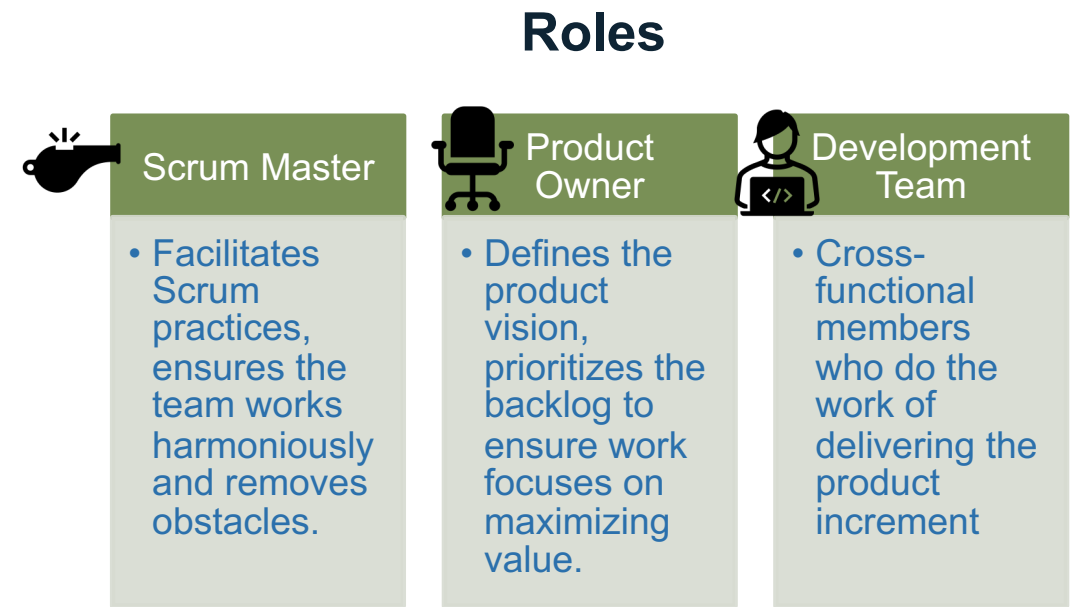 Roles
Scrum Master
• Facilitates
Scrum
practices,
ensures the
team works
harmoniously
and removes
obstacles.
Product
Owner
• Defines the
product
vision,
prioritizes the
backlog to
ensure work
focuses on
maximizing
value.
Development
Team
</>
• Cross-
functional
members
who do the
work of
delivering the
product
increment